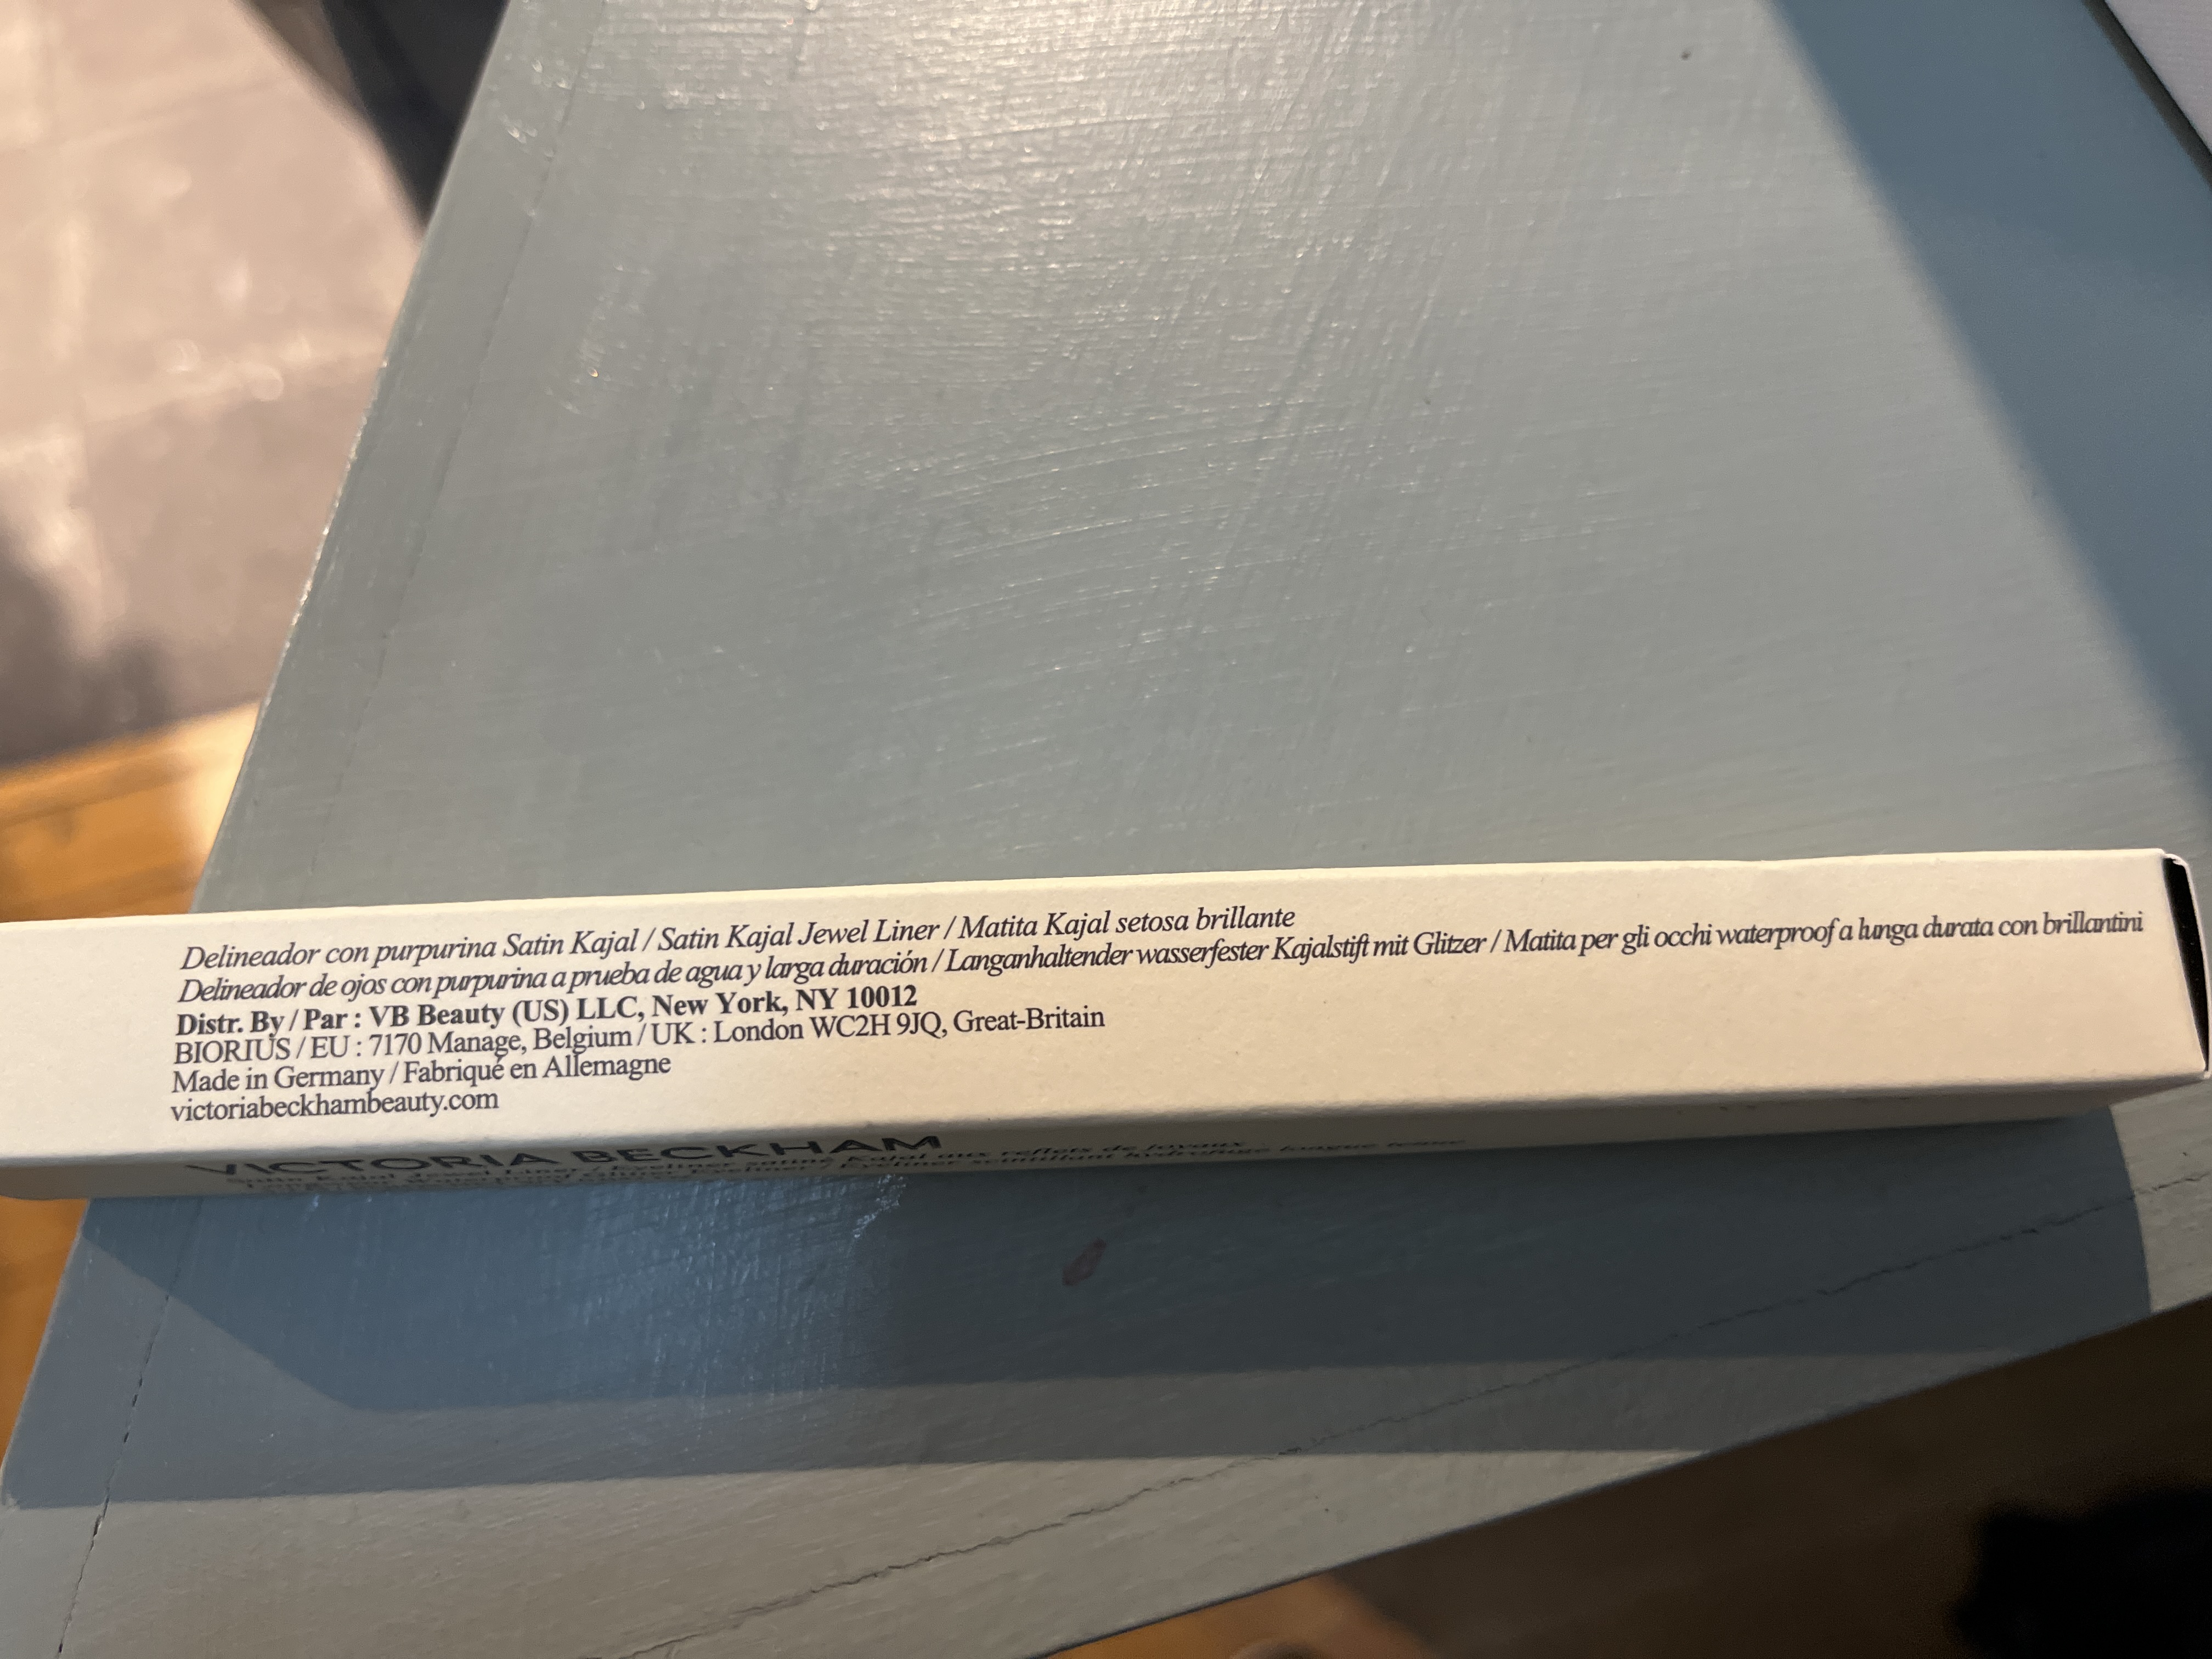 Delineador con purpurina Satin Kajal / Satin Kajal Jewel Liner / Matita Kajal setosa brillante
Delineador de ojos con purpurina a prueba de agua y larga duración / Langanhaltender wasserfester Kajalstift mit Glitzer / Matita per gli occhi waterproof a lunga durata con brillantini
Distr. By / Par : VB Beauty (US) LLC, New York, NY 10012
BIORIUS / EU : 7170 Manage, Belgium / UK : London WC2H 9JQ, Great-Britain
Made in Germany / Fabriqué en Allemagne
victoriabeckhambeauty.com
VICTORIA BECKHAM